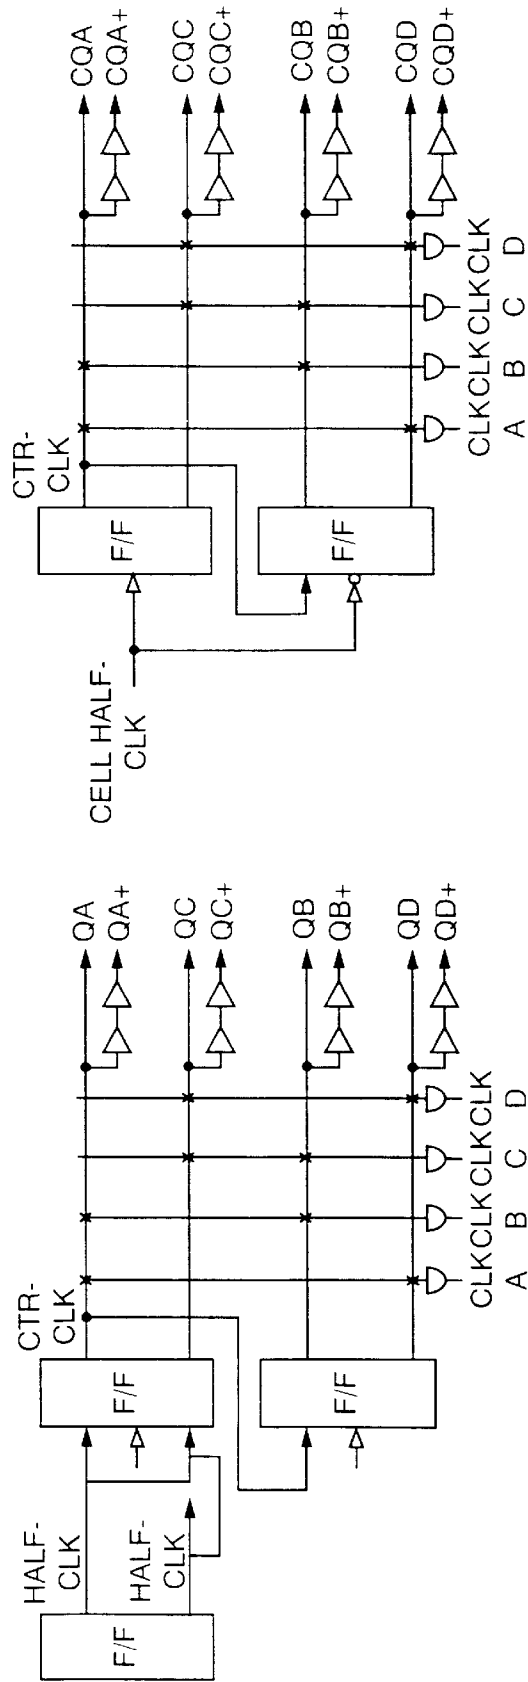 F/F
HALF-
CLK
HALF-
CLK
F/F
CTR-
CLK
F/F
CLK
A
CLK
B
CLK
C
CLK
D
QA
QA+
QC
QC+
QB
QB+
QD
QD+
CELL HALF-
CLK
F/F
CTR-
CLK
F/F
CLK
A
CLK
B
CLK
C
CLK
D
CQA
CQA+
CQC
CQC+
CQB
CQB+
CQD
CQD+